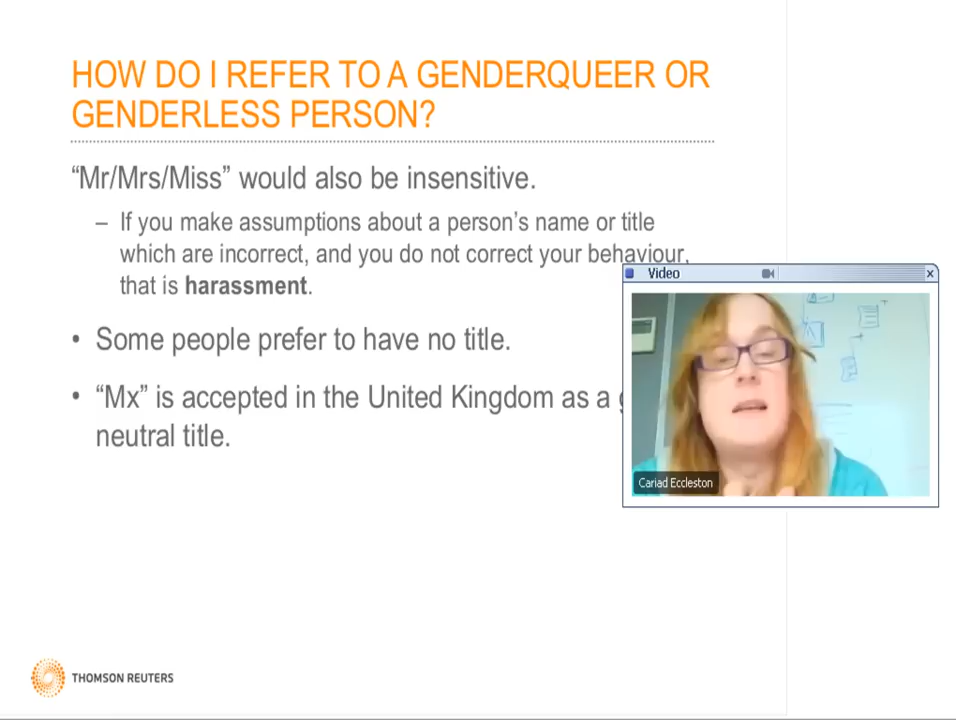 HOW DO I REFER TO A GENDERQUEER OR
GENDERLESS PERSON?
“Mr/Mrs/Miss” would also be insensitive.
– If you make assumptions about a person’s name or title
which are incorrect, and you do not correct your behaviour,
that is harassment.
• Some people prefer to have no title.
• “Mx” is accepted in the United Kingdom as a
neutral title.
Video
Cariad Eccleston
THOMSON REUTERS